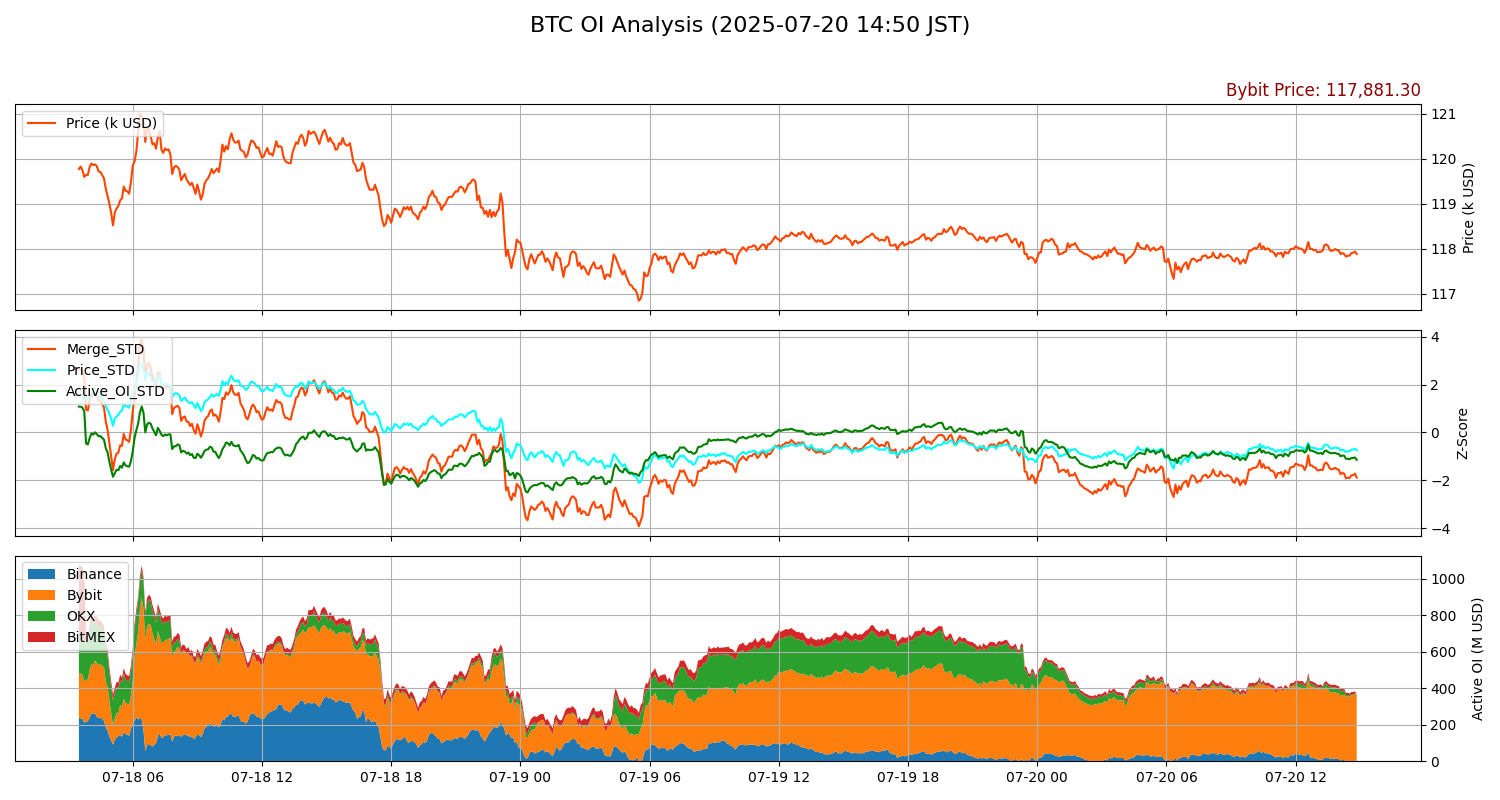 BTC OI Analysis (2025-07-20 14:50 JST)
Bybit Price: 117,881.30
Price (k USD)
121
120
119
118
117
Price (k USD)
Merge_STD
Price_STD
Active_OI_STD
4
2
0
−2
−4
Z-Score
Binance
Bybit
OKX
BitMEX
1000
800
600
400
200
0
Active OI (M USD)
07-18 06 07-18 12 07-18 18 07-19 00 07-19 06 07-19 12 07-19 18 07-20 00 07-20 06 07-20 12